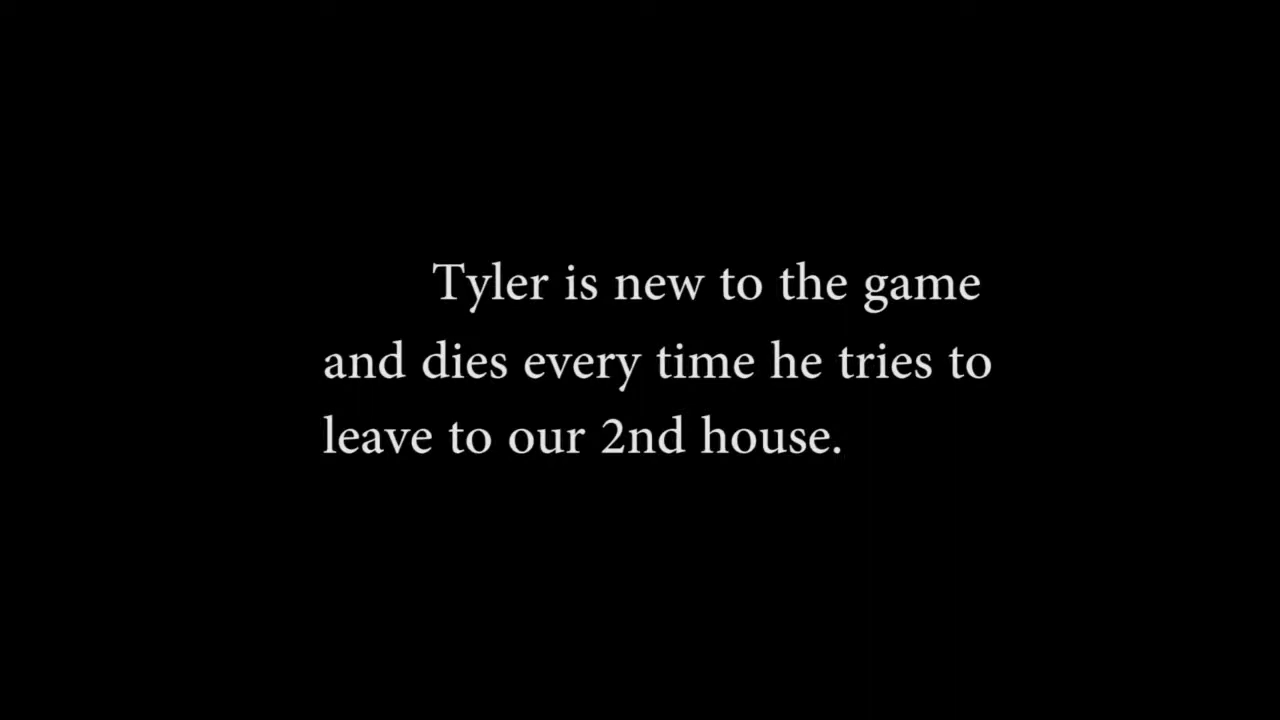 Tyler is new to the game
and dies every time he tries to
leave to our 2nd house.